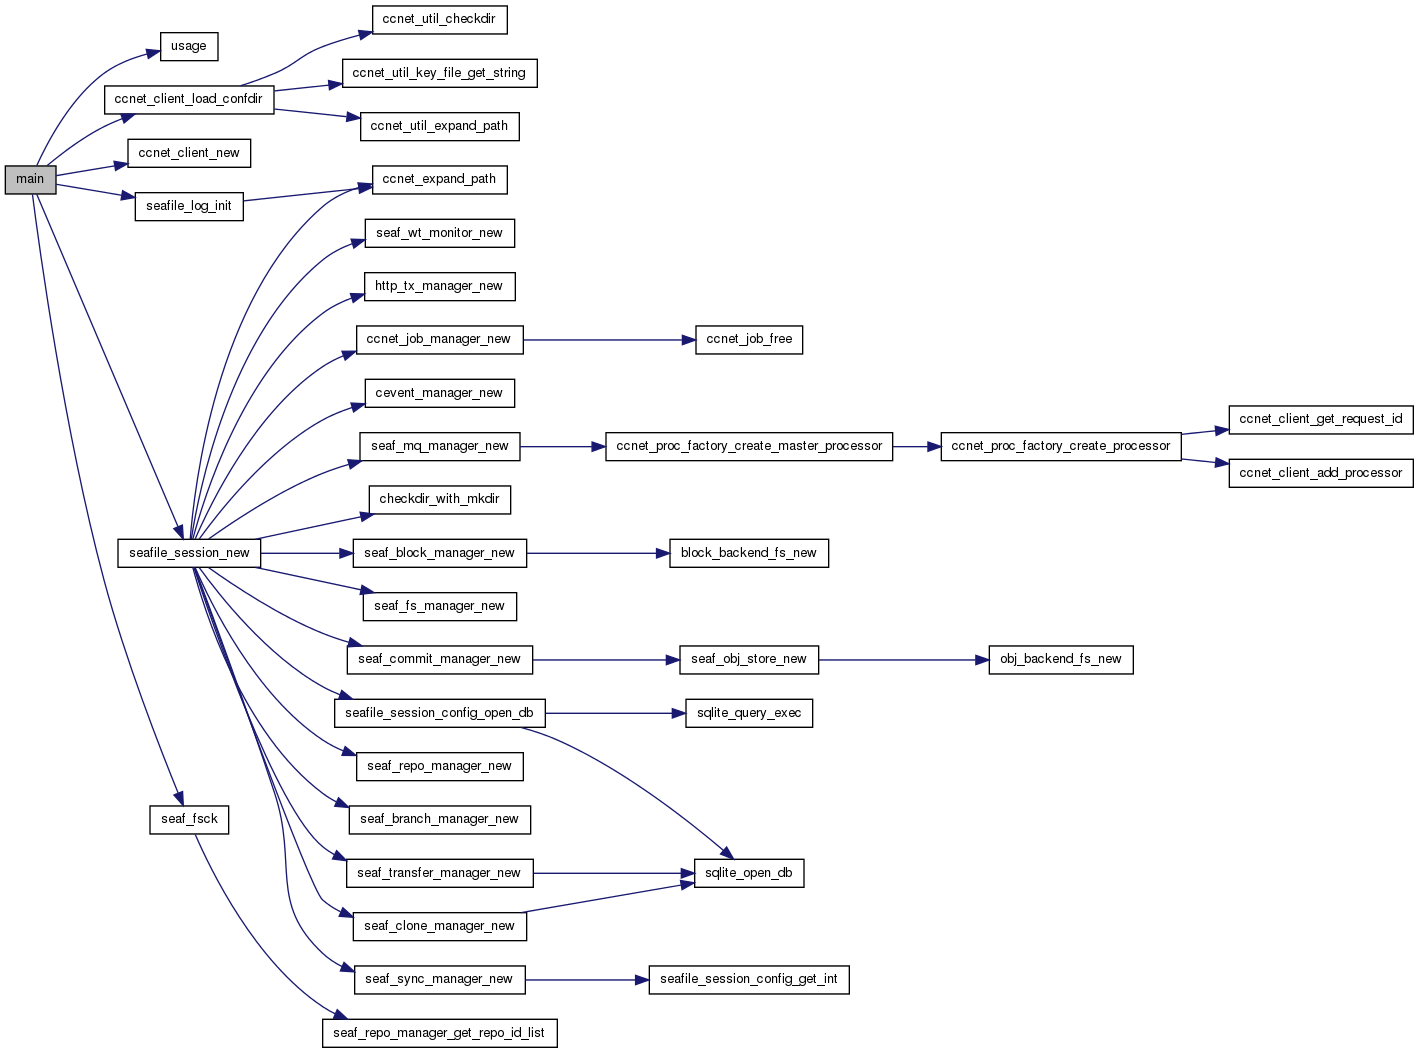 ccnet_util_checkdir
usage
ccnet_util_key_file_get_string
ccnet_client_load_confdir
ccnet_util_expand_path
ccnet_client_new
main
ccnet_expand_path
seafile_log_init
seaf_wt_monitor_new
http_tx_manager_new
ccnet_job_manager_new
ccnet_job_free
cevent_manager_new
ccnet_client_get_request_id
seaf_mq_manager_new
ccnet_proc_factory_create_master_processor
ccnet_proc_factory_create_processor
ccnet_client_add_processor
checkdir_with_mkdir
seafile_session_new
seaf_block_manager_new
block_backend_fs_new
seaf_fs_manager_new
seaf_commit_manager_new
seaf_obj_store_new
obj_backend_fs_new
seafile_session_config_open_db
sqlite_query_exec
seaf_repo_manager_new
seaf_fsck
seaf_branch_manager_new
seaf_transfer_manager_new
sqlite_open_db
seaf_clone_manager_new
seaf_sync_manager_new
seafile_session_config_get_int
seaf_repo_manager_get_repo_id_list